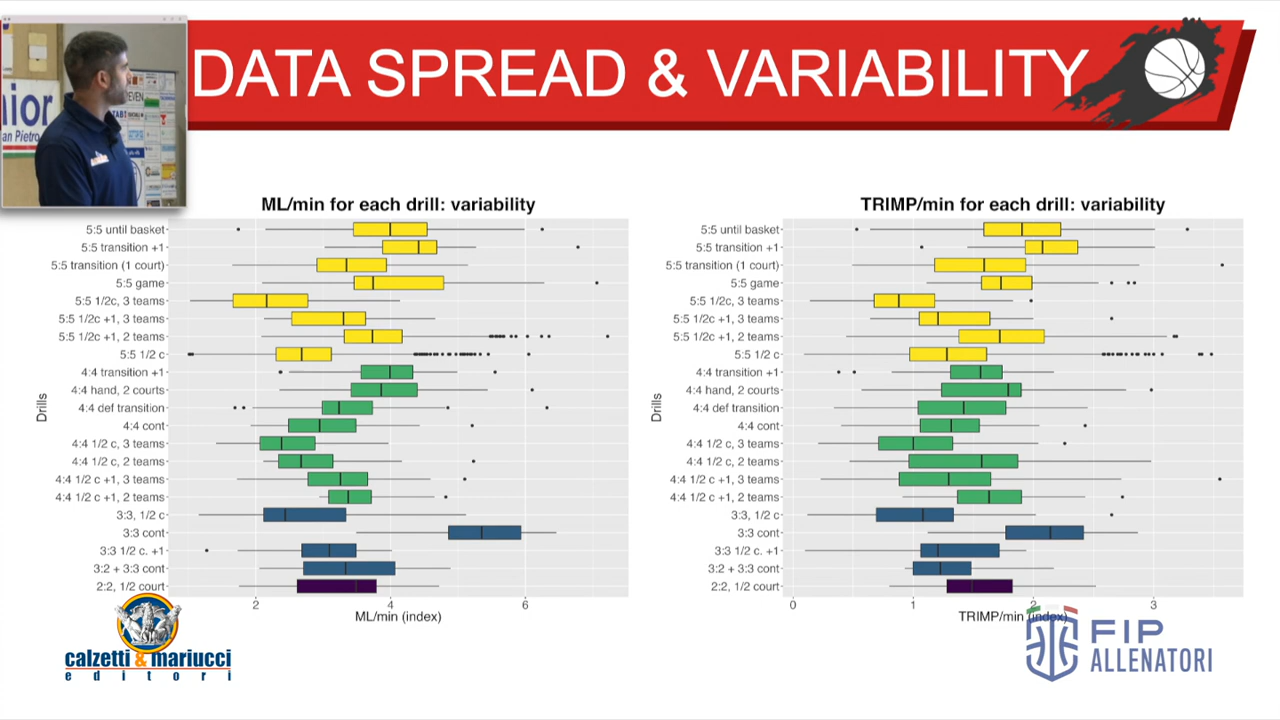 DATA SPREAD & VARIABILITY
nior
an Pietro
EVEN
ML/min for each drill: variability
5:5 until basket
5:5 transition +1
5:5 transition (1 court)
5:5 game
5:5 1/2c, 3 teams
5:5 1/2c +1, 3 teams
5:5 1/2c +1, 2 teams
5:5 1/2 c
4:4 transition +1
4:4 hand, 2 courts
4:4 def transition
4:4 cont
4:4 1/2 c, 3 teams
4:4 1/2 c, 2 teams
4:4 1/2 c +1, 3 teams
4:4 1/2 c +1, 2 teams
3:3, 1/2 c
3:3 cont
3:3 1/2 c. +1
3:2 + 3:3 cont
2:2, 1/2 court
Drills
2 4 6
ML/min (index)
TRIMP/min for each drill: variability
5:5 until basket
5:5 transition +1
5:5 transition (1 court)
5:5 game
5:5 1/2c, 3 teams
5:5 1/2c +1, 3 teams
5:5 1/2c +1, 2 teams
5:5 1/2 c
4:4 transition +1
4:4 hand, 2 courts
4:4 def transition
4:4 cont
4:4 1/2 c, 3 teams
4:4 1/2 c, 2 teams
4:4 1/2 c +1, 3 teams
4:4 1/2 c +1, 2 teams
3:3, 1/2 c
3:3 cont
3:3 1/2 c. +1
3:2 + 3:3 cont
2:2, 1/2 court
Drills
0 1 2 3
TRIMP/min (index)
calzetti & mariucci
editori
FIP
ALLENATORI